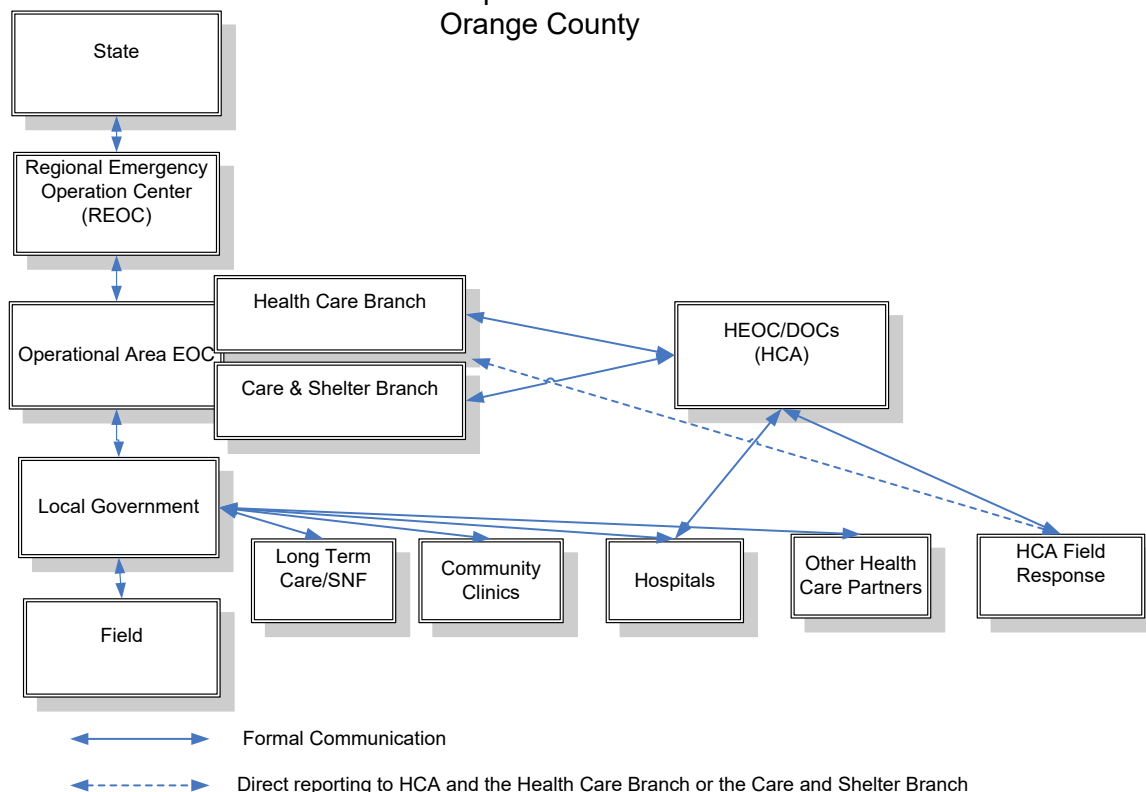 Orange County
State
Regional Emergency
Operation Center
(REOC)
Health Care Branch
Operational Area EOC
Care & Shelter Branch
HEOC/DOCs
(HCA)
Local Government
Long Term
Care/SNF
Community
Clinics
Hospitals
Other Health
Care Partners
HCA Field
Response
Field
Formal Communication
Direct reporting to HCA and the Health Care Branch or the Care and Shelter Branch